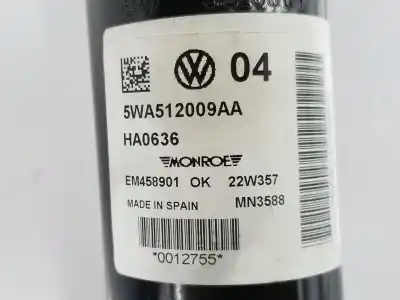 04
5WA512009AA
HA0636
MONROE
EM458901 OK 22W357
MADE IN SPAIN MN3588
*0012755*